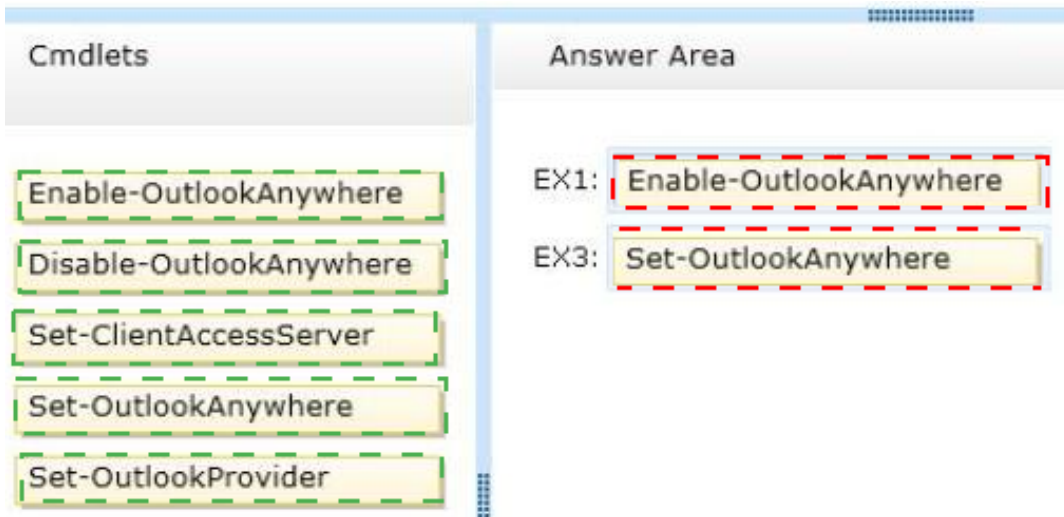 Cmdlets
Enable-OutlookAnywhere
Disable-OutlookAnywhere
Set-ClientAccessServer
Set-OutlookAnywhere
Set-OutlookProvider
Answer Area
EX1: Enable-OutlookAnywhere
EX3: Set-OutlookAnywhere